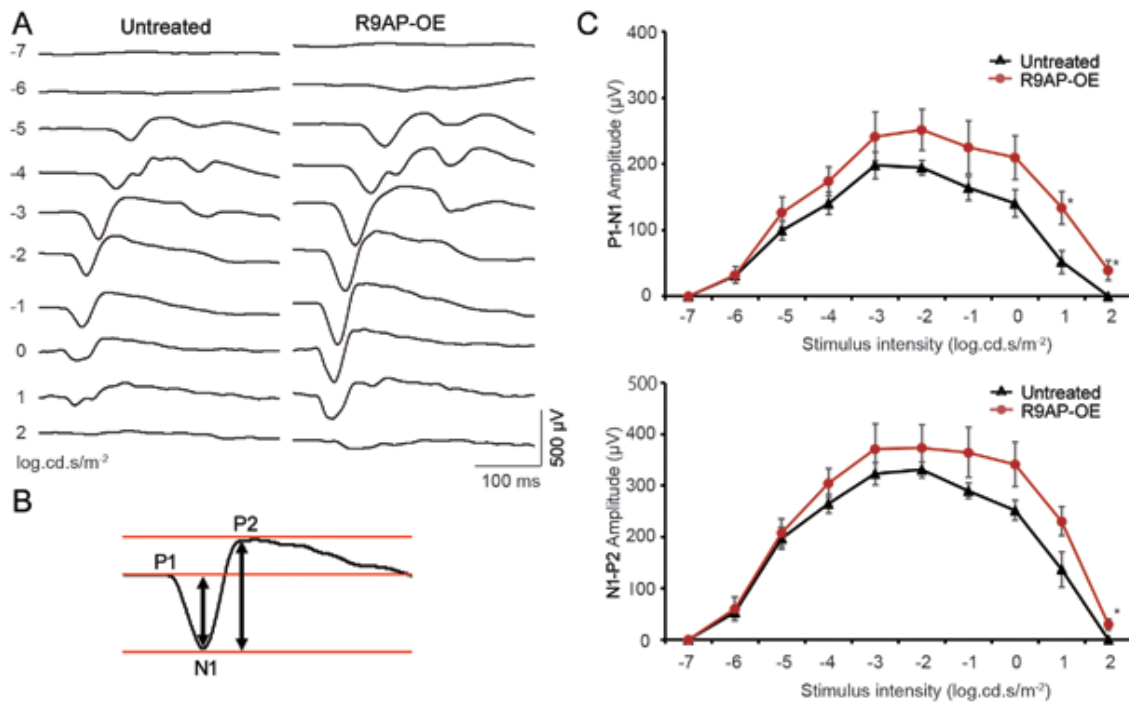 A
Untreated
R9AP-OE
-7
-6
-5
-4
-3
-2
-1
0
1
2
log.cd.s/m-2
500 µV
100 ms
B
P1
P2
N1
C
400
300
200
100
0
P1-N1 Amplitude (µV)
Untreated
R9AP-OE
*
*
-7 -6 -5 -4 -3 -2 -1 0 1 2
Stimulus intensity (log.cd.s/m-2)
500
400
300
200
100
0
N1-P2 Amplitude (µV)
Untreated
R9AP-OE
*
-7 -6 -5 -4 -3 -2 -1 0 1 2
Stimulus intensity (log.cd.s/m-2)